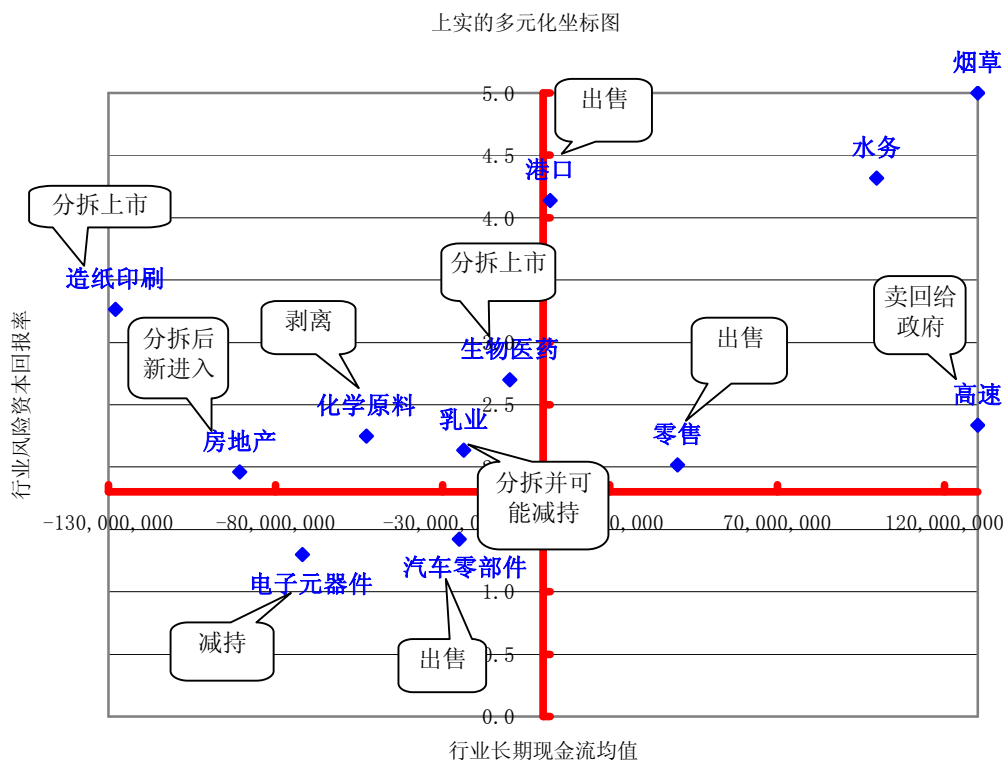 上实的多元化坐标图
烟草
5.0
出售
水务
4.5
港口
分拆上市
4.0
分拆上市
造纸印刷
卖回给
政府
剥离
分拆后
新进入
出售
3.0
生物医药
高速
化学原料
2.5
乳业
零售
房地产
分拆并可
能减持
-130,000,000
-80,000,000
70,000,000
120,000,000
汽车零部件
电子元器件
1.0
减持
出售
0.5
0.0
行业风险资本回报率
行业长期现金流均值